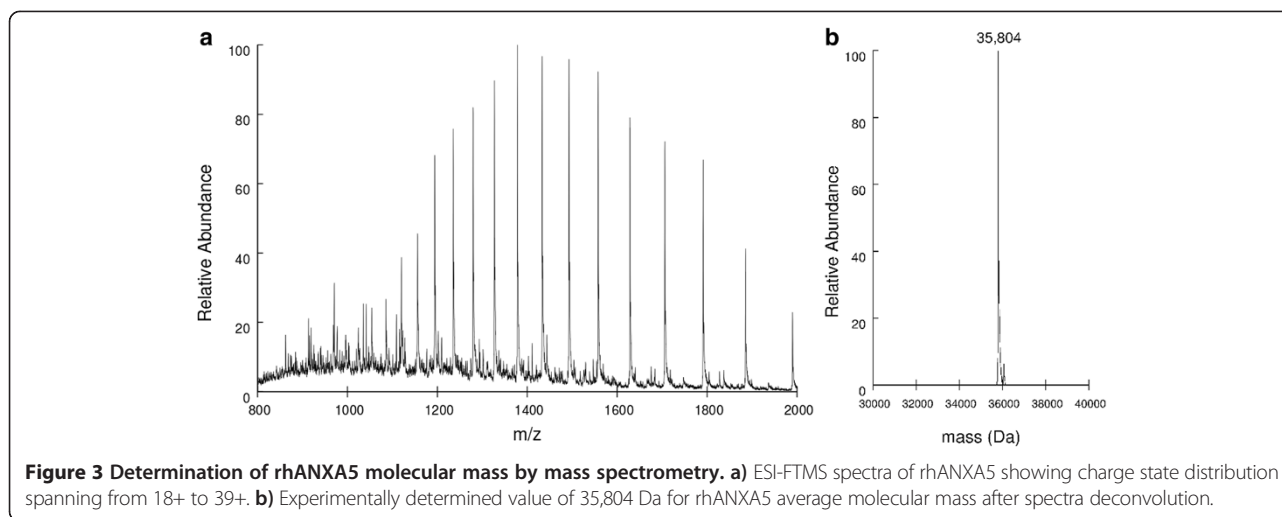 a
100
80
60
40
20
0
Relative Abundance
800 1000 1200 1400 1600 1800 2000
m/z
b
35,804
100
80
60
40
20
0
Relative Abundance
30000 32000 34000 36000 38000 40000
mass (Da)
Figure 3 Determination of rhANXA5 molecular mass by mass spectrometry. a) ESI-FTMS spectra of rhANXA5 showing charge state distribution
spanning from 18+ to 39+. b) Experimentally determined value of 35,804 Da for rhANXA5 average molecular mass after spectra deconvolution.